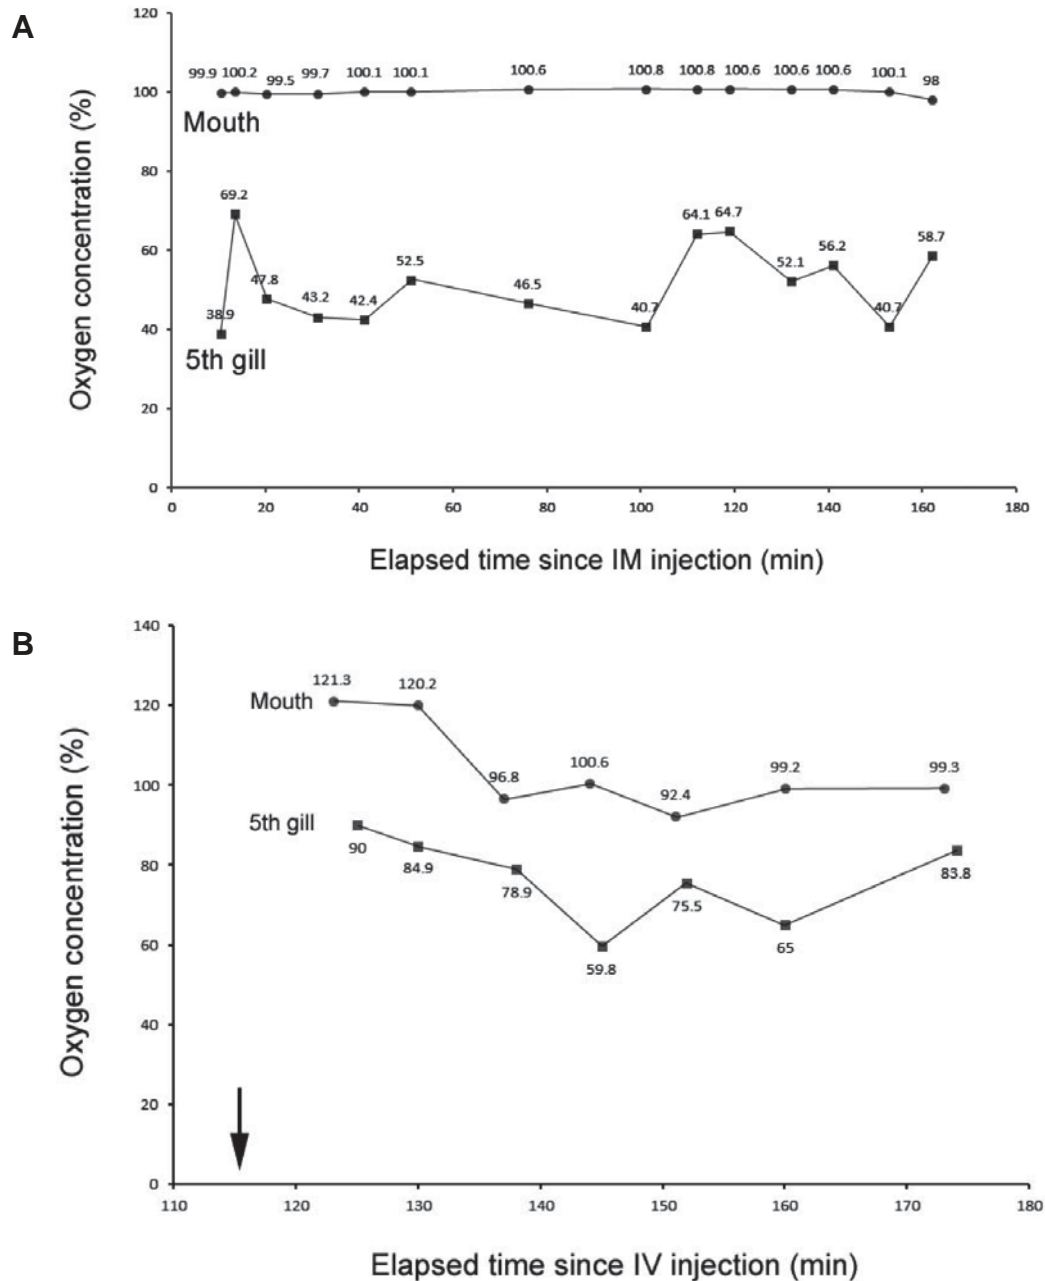 A
Oxygen concentration (%)
120
100
80
60
40
20
0
99.9 100.2 99.5 99.7 100.1 100.1 100.6 100.8 100.8 100.6 100.6 100.6 100.1 98
Mouth
69.2 47.8 43.2 42.4 52.5 46.5 40.7 64.1 64.7 52.1 56.2 40.7 58.7
38.9
5th gill
0 20 40 60 80 100 120 140 160 180
Elapsed time since IM injection (min)
B
Oxygen concentration (%)
140
120
100
80
60
40
20
0
Mouth 121.3 120.2 96.8 100.6 92.4 99.2 99.3
5th gill 90 84.9 78.9 59.8 75.5 65 83.8
110 120 130 140 150 160 170 180
Elapsed time since IV injection (min)